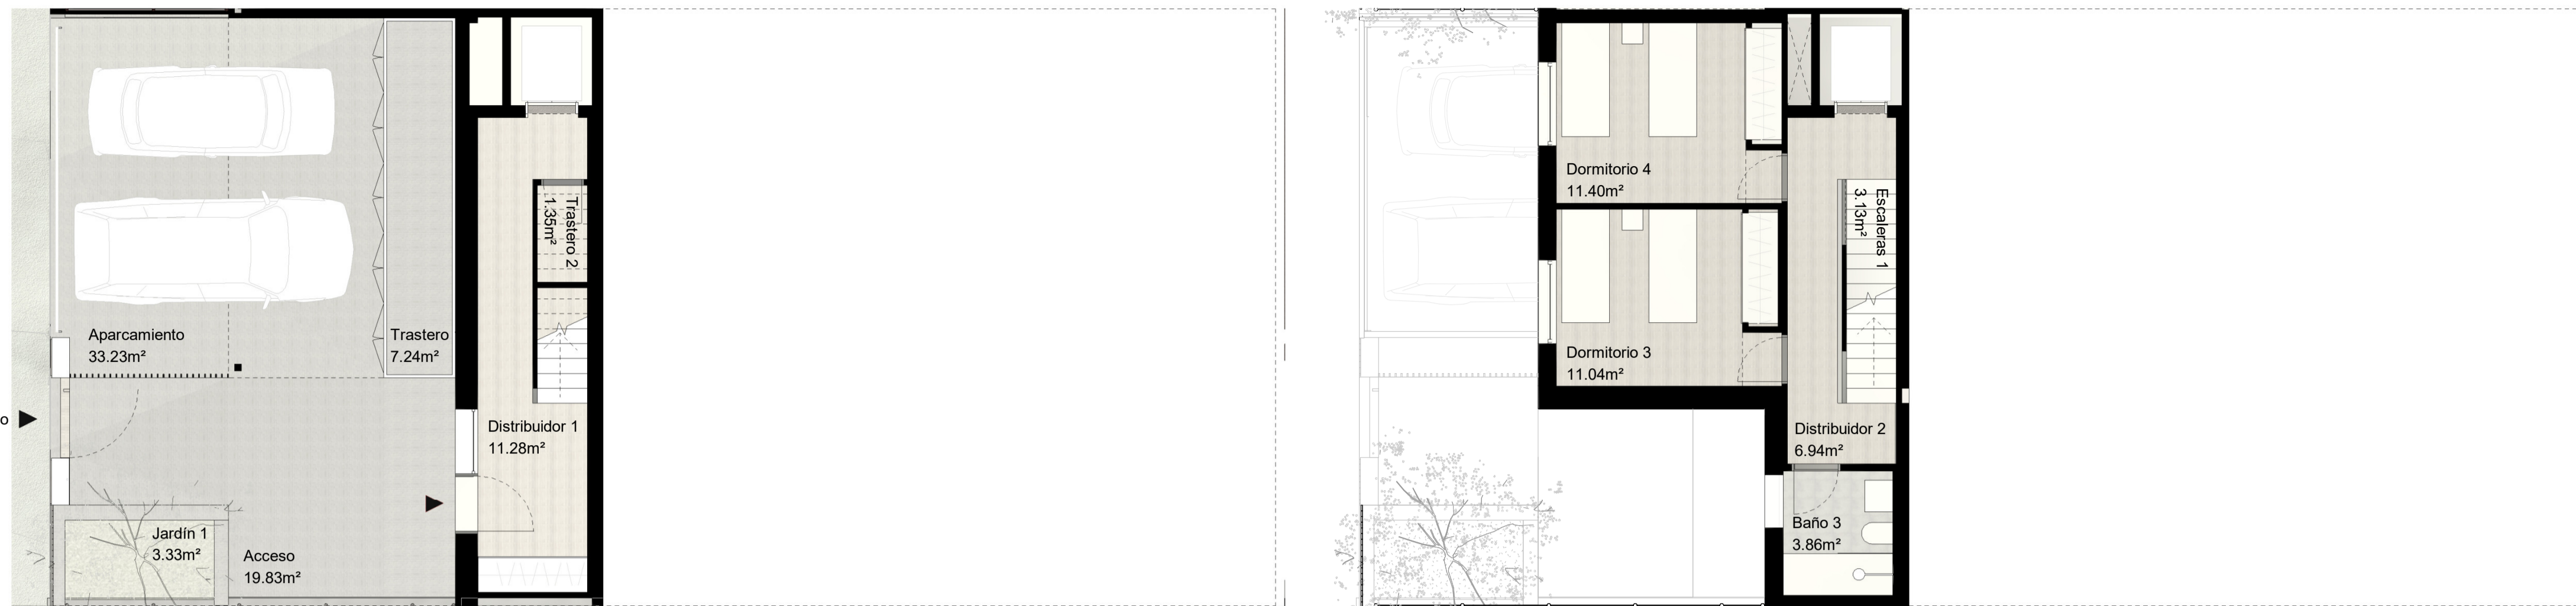 Aparcamiento
33.23m²
Trastero
7.24m²
Trastero 2
1.35m²
Distribuidor 1
11.28m²
Jardín 1
3.33m²
Acceso
19.83m²
o
Dormitorio 4
11.40m²
Dormitorio 3
11.04m²
Escaleras 1
3.13m²
Distribuidor 2
6.94m²
Baño 3
3.86m²